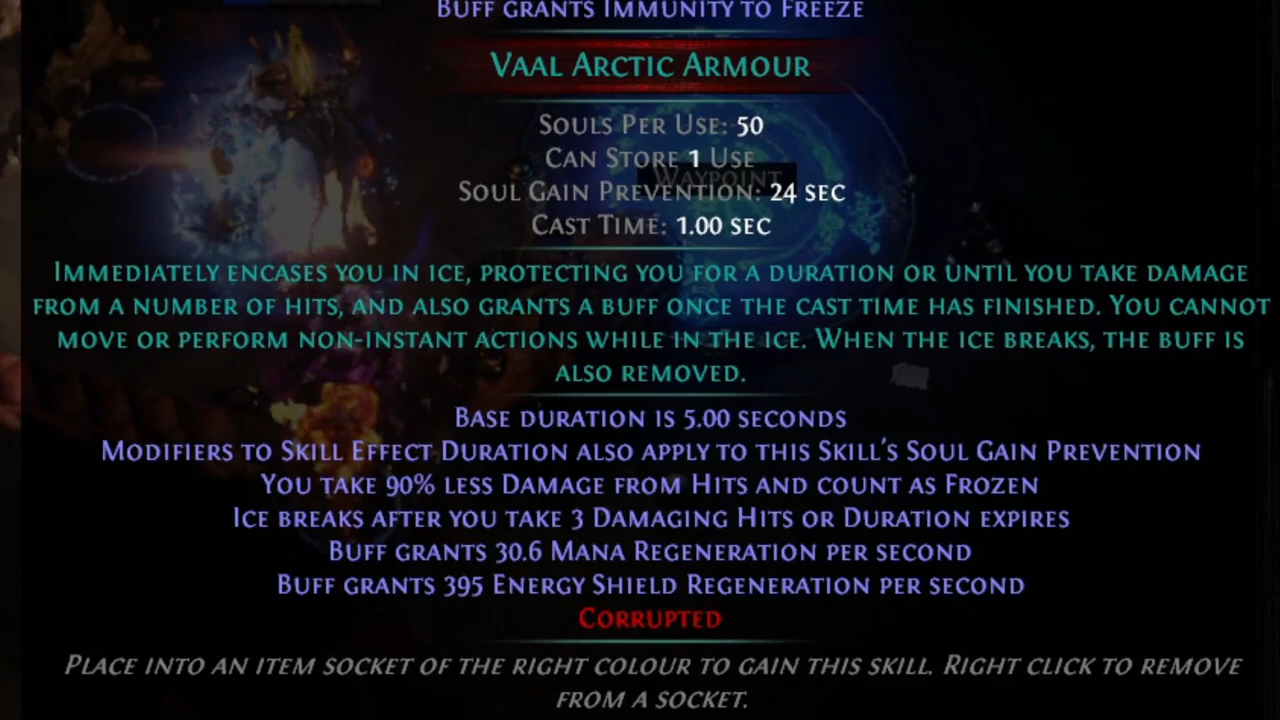 Buff grants Immunity to Freeze
Vaal Arctic Armour
Souls Per Use: 50
Can Store 1 Use
Waypoint
Soul Gain Prevention: 24 sec
Cast Time: 1.00 sec
Immediately encases you in ice, protecting you for a duration or until you take damage
from a number of hits, and also grants a buff once the cast time has finished. You cannot
move or perform non-instant actions while in the ice. When the ice breaks, the buff is
also removed.
Base duration is 5.00 seconds
Modifiers to Skill Effect Duration also apply to this Skill's Soul Gain Prevention
You take 90% less Damage from Hits and count as Frozen
Ice breaks after you take 3 Damaging Hits or Duration expires
Buff grants 30.6 Mana Regeneration per second
Buff grants 395 Energy Shield Regeneration per second
Corrupted
Place into an item socket of the right colour to gain this skill. Right click to remove
from a socket.